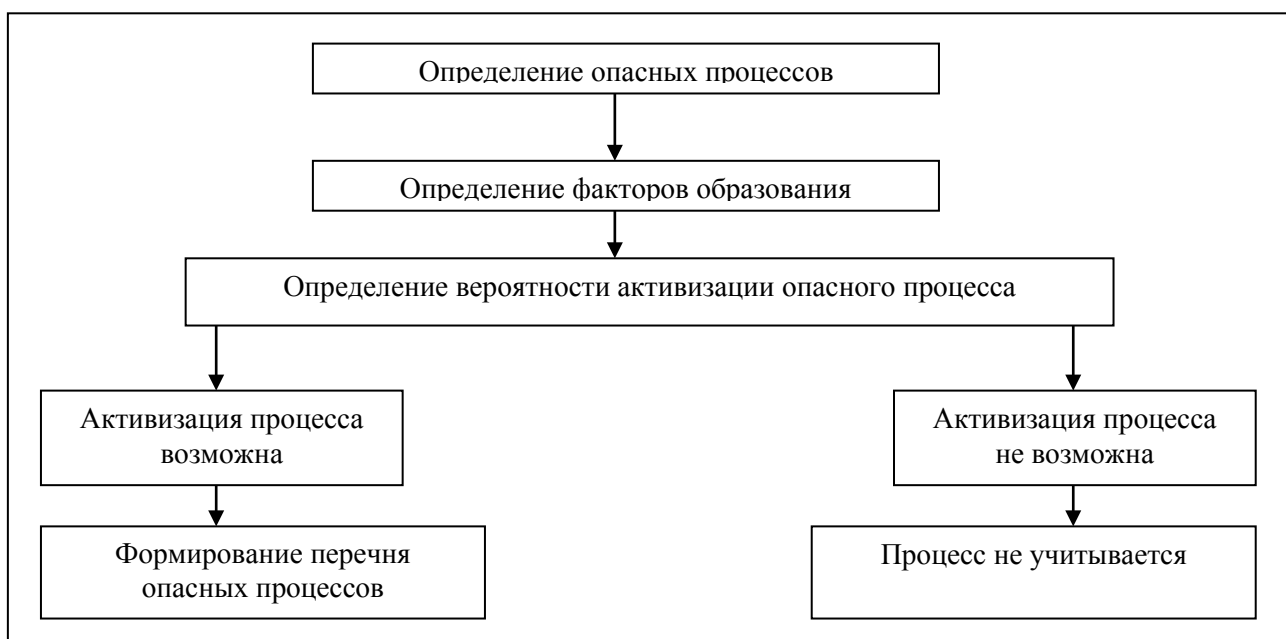 Определение опасных процессов
Определение факторов образования
Определение вероятности активизации опасного процесса
Активизация процесса
возможна
Активизация процесса
не возможна
Формирование перечня
опасных процессов
Процесс не учитывается